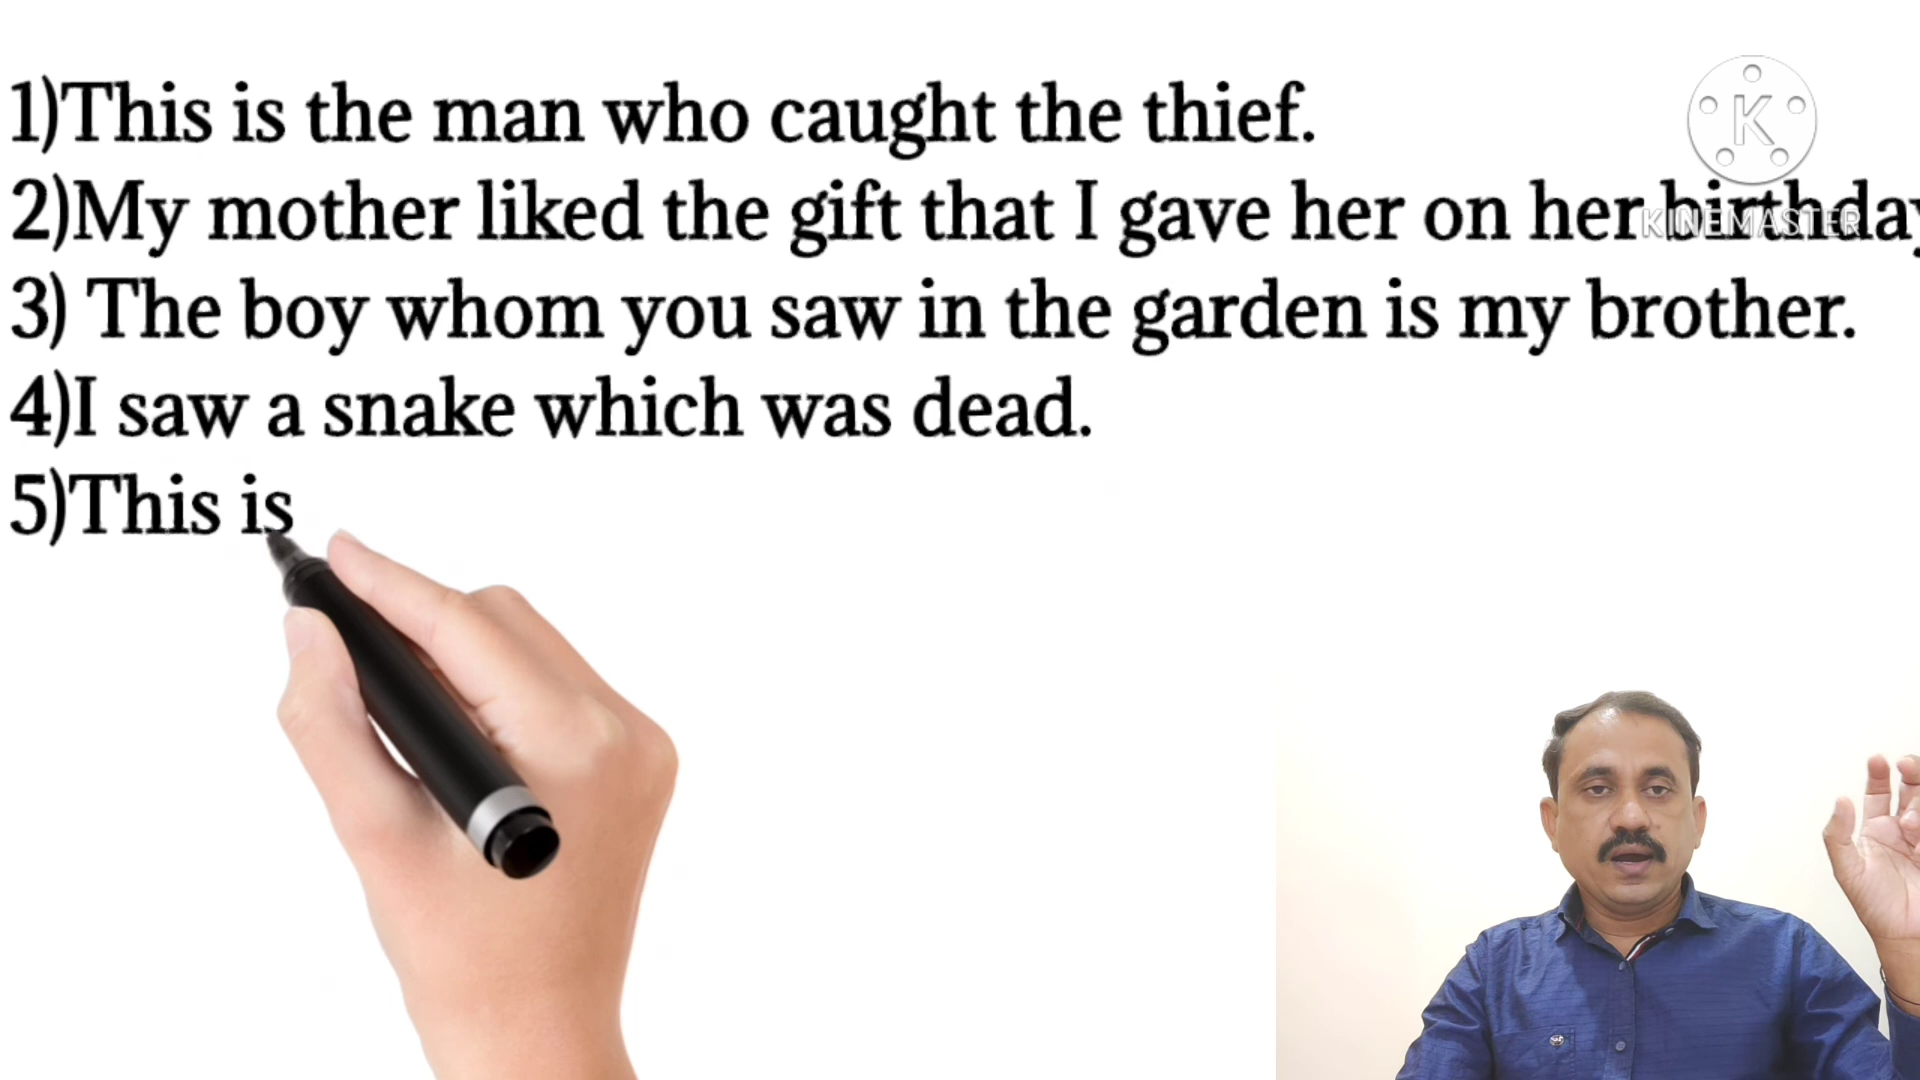 1)This is the man who caught the thief.
K
2)My mother liked the gift that I gave her on her birthday
KINEMASTER
3) The boy whom you saw in the garden is my brother.
4)I saw a snake which was dead.
5)This is